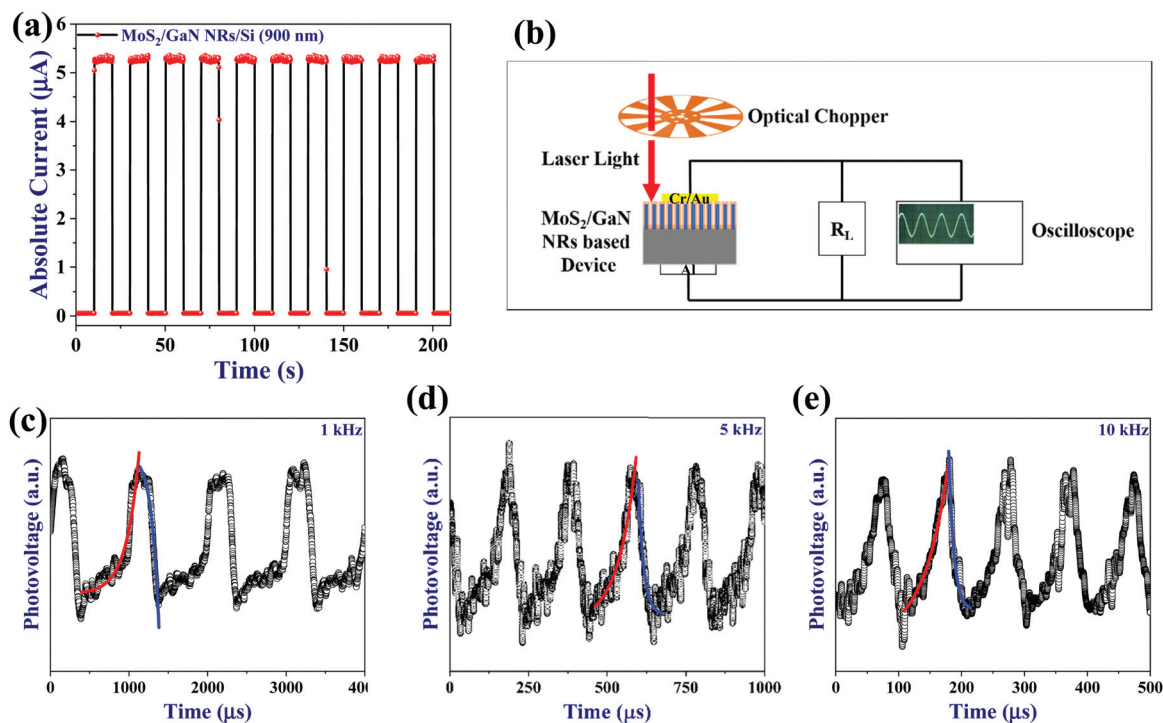 (a)
MoS₂/GaN NRs/Si (900 nm)
Absolute Current (μA)
6
5
4
3
2
1
0
0 50 100 150 200
Time (s)
(b)
Optical Chopper
Laser Light
Cr/Au
MoS₂/GaN
NRs based
Device
Al
R_L
Oscilloscope
(c)
1 kHz
Photovoltage (a.u.)
0 1000 2000 3000 400
Time (μs)
(d)
5 kHz
Photovoltage (a.u.)
0 250 500 750 1000
Time (μs)
(e)
10 kHz
Photovoltage (a.u.)
0 100 200 300 400 500
Time (μs)